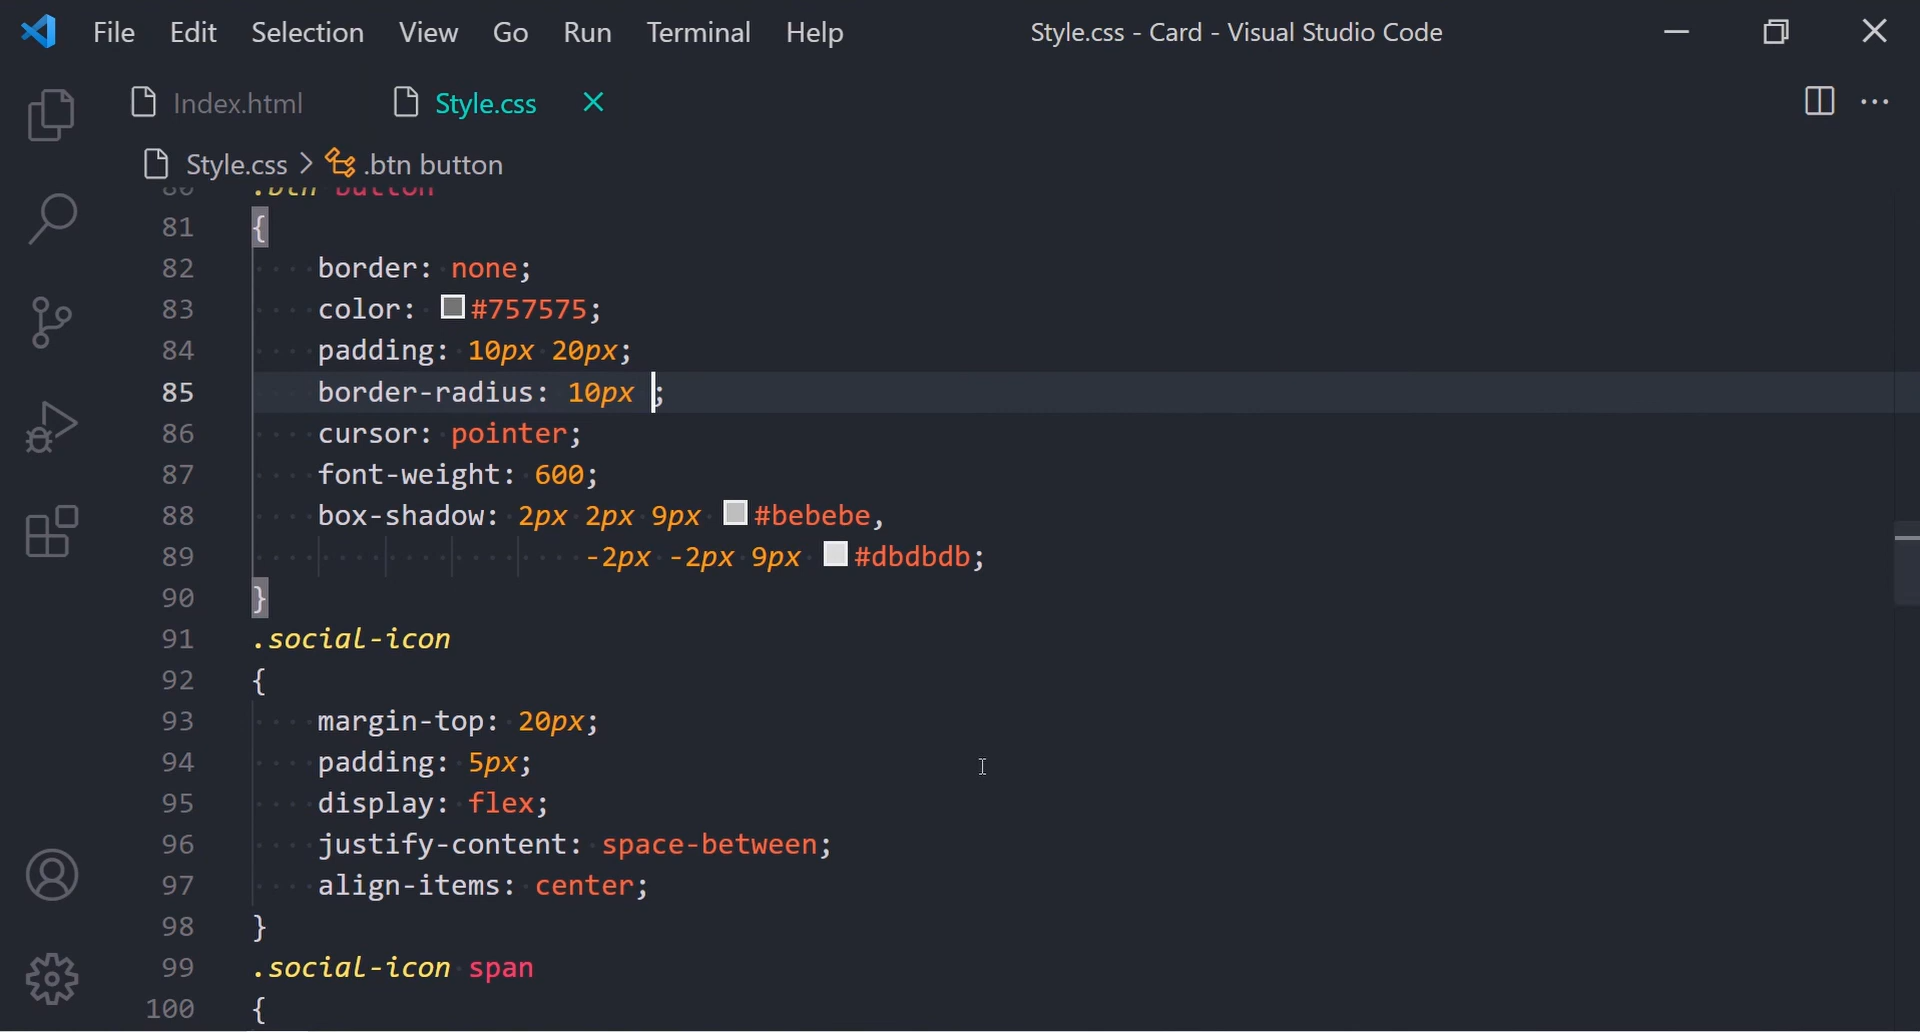 File Edit Selection View Go Run Terminal Help Style.css - Card - Visual Studio Code
Index.html Style.css
Style.css > .btn button
80 .btn button
81 {
82 border: none;
83 color: #757575;
84 padding: 10px 20px;
85 border-radius: 10px ;
86 cursor: pointer;
87 font-weight: 600;
88 box-shadow: 2px 2px 9px #bebebe,
89 -2px -2px 9px #dbdbdb;
90 }
91 .social-icon
92 {
93 margin-top: 20px;
94 padding: 5px;
95 display: flex;
96 justify-content: space-between;
97 align-items: center;
98 }
99 .social-icon span
100 {